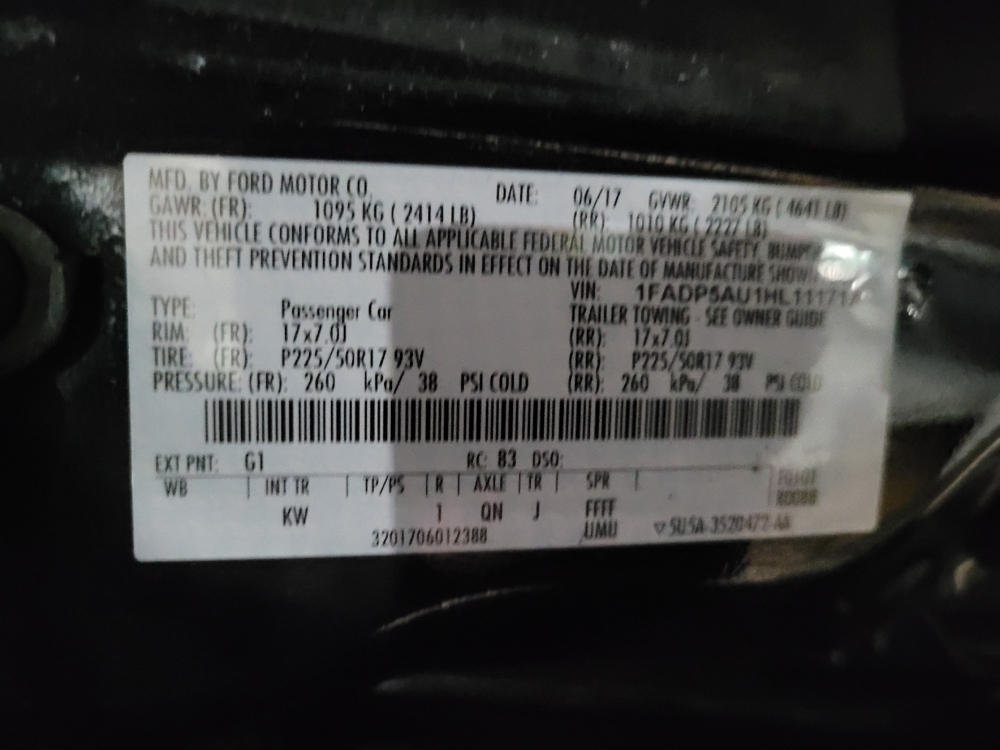 MFD. BY FORD MOTOR CO. DATE: 06/17 GVWR: 2105 KG ( 4641 LB)
GAWR: (FR): 1095 KG ( 2414 LB) (RR): 1010 KG ( 2227 LB)
THIS VEHICLE CONFORMS TO ALL APPLICABLE FEDERAL MOTOR VEHICLE SAFETY,
AND THEFT PREVENTION STANDARDS IN EFFECT ON THE DATE OF MANUFACTURE SHOWN
VIN:
TYPE: Passenger Car TRAILER TOWING - SEE OWNER GUIDE
RIM: (FR): 17x7.0J (RR): 17x7.0J
TIRE: (FR): P225/50R17 93V (RR): P225/50R17 93V
PRESSURE: (FR): 260 kPa/ 38 PSI COLD (RR): 260 kPa/ 38 PSI COLD
EXT PNT: G1 RC: 83 DSO:
WB | INT TR | TP/PS | R | AXLE | TR | SPR |
KW 1 QN J FFFF
3201706012388 UMU